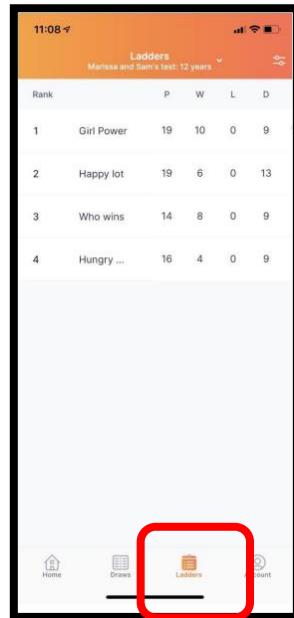 11:08
Ladders
Marissa and Sam's test: 12 years
Rank P W L D
1 Girl Power 19 10 0 9
2 Happy lot 19 6 0 13
3 Who wins 14 8 0 9
4 Hungry ... 16 4 0 9
Home Draws Ladders Account